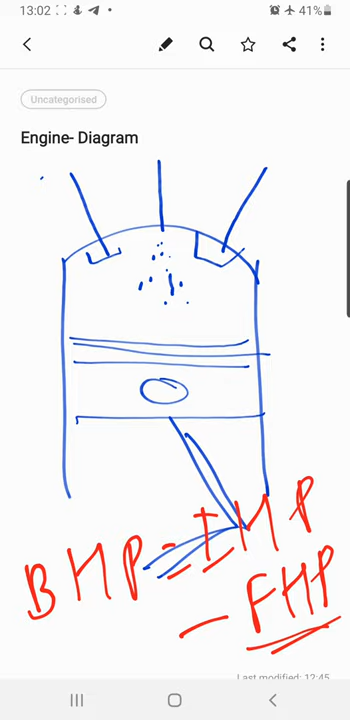 13:02
41%
Uncategorised
Engine- Diagram
BHP = IHP
- FHP
Last modified: 12:45